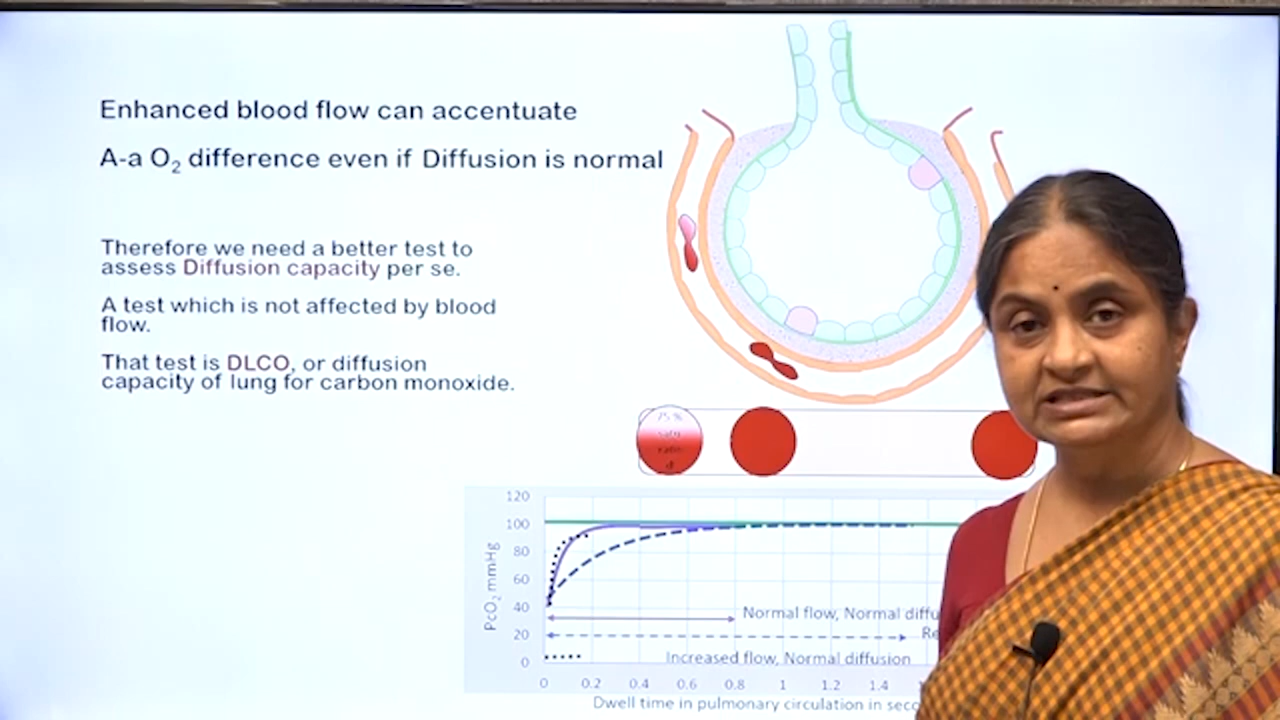 Enhanced blood flow can accentuate
A-a O₂ difference even if Diffusion is normal
Therefore we need a better test to
assess Diffusion capacity per se.
A test which is not affected by blood
flow.
That test is DLCO, or diffusion
capacity of lung for carbon monoxide.
75 %
120
100
80
60
40
20
0
PcO₂ mmHg
Normal flow, Normal
Increased flow, Normal diffusion
0 0.2 0.4 0.6 0.8 1 1.2 1.4
Dwell time in pulmonary circulation in